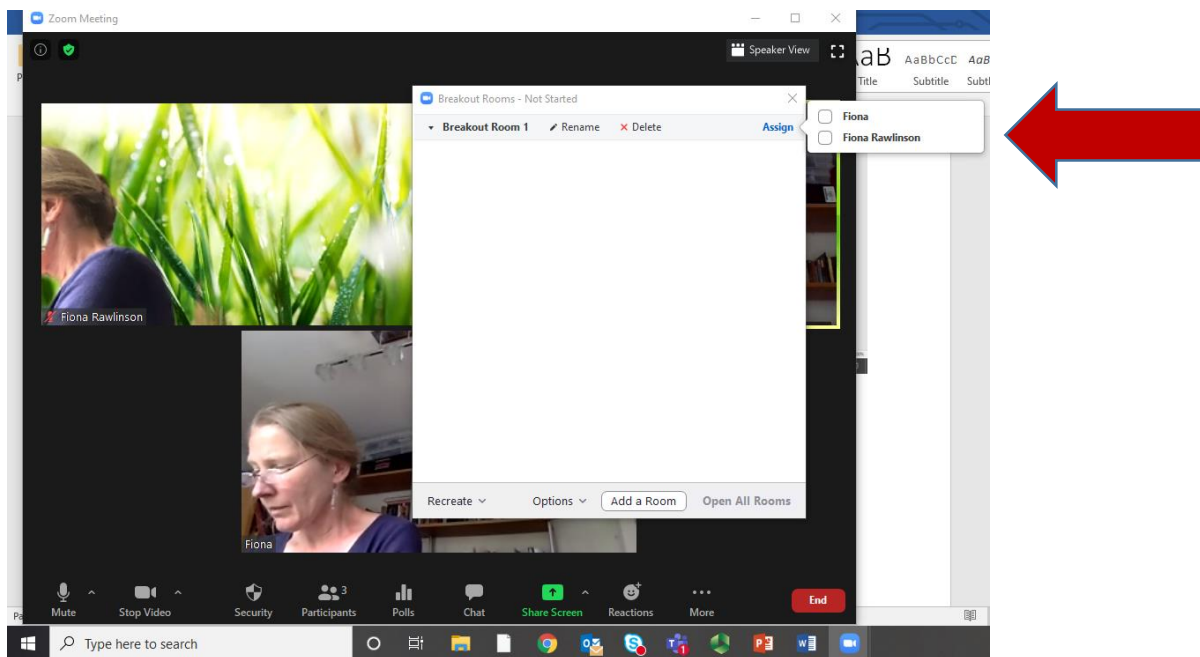 Zoom Meeting
Speaker View
aB AaBbCcD AaB
Title Subtitle Subtl
Breakout Rooms - Not Started
Breakout Room 1 Rename Delete Assign
Fiona
Fiona Rawlinson
Fiona Rawlinson
Fiona
Recreate Options Add a Room Open All Rooms
3
Mute Stop Video Security Participants Polls Chat Share Screen Reactions More End
Pa
Type here to search